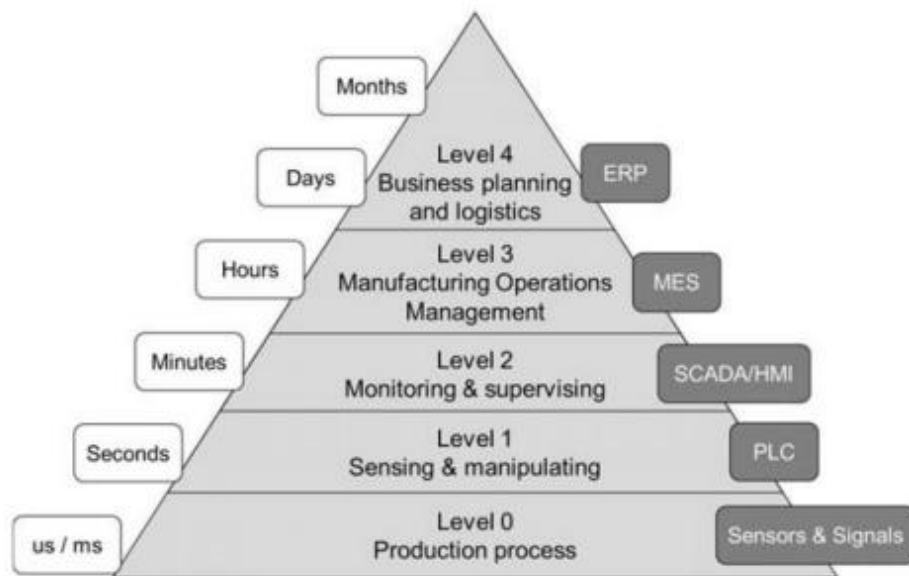 Months
Days
Level 4
Business planning
and logistics
ERP
Hours
Level 3
Manufacturing Operations
Management
MES
Minutes
Level 2
Monitoring & supervising
SCADA/HMI
Seconds
Level 1
Sensing & manipulating
PLC
us / ms
Level 0
Production process
Sensors & Signals